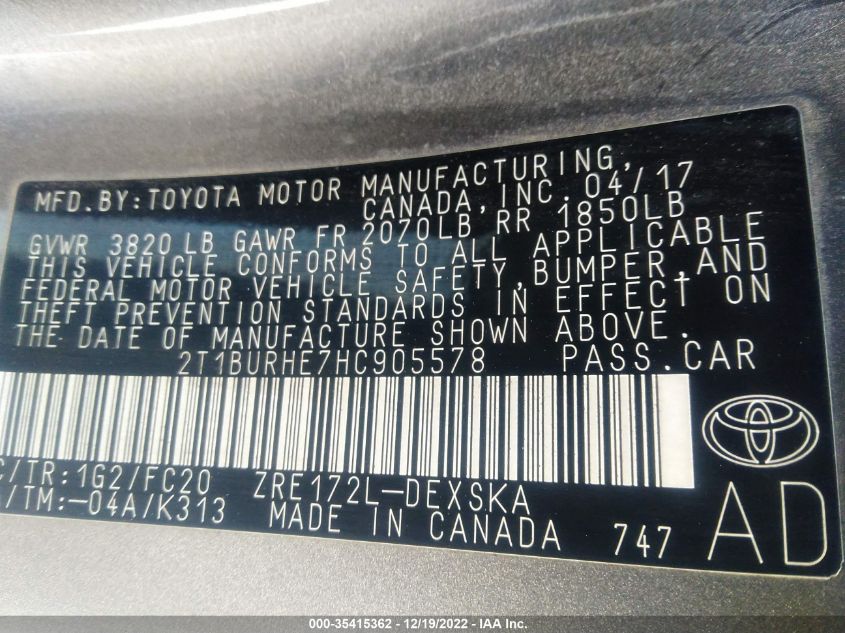 MFD.BY:TOYOTA MOTOR MANUFACTURING,
CANADA,INC. 04/17
GVWR 3820 LB GAWR FR 2070LB RR 1850LB
THIS VEHICLE CONFORMS TO ALL APPLICABLE
FEDERAL MOTOR VEHICLE SAFETY,BUMPER,AND
THEFT PREVENTION STANDARDS IN EFFECT ON
THE DATE OF MANUFACTURE SHOWN ABOVE.
2T1BURHE7HC905578 PASS.CAR
C/TR:1G2/FC20 ZRE172L-DEXSKA
/TM:-04A/K313 MADE IN CANADA 747 AD
000-35415362 - 12/19/2022 - IAA Inc.